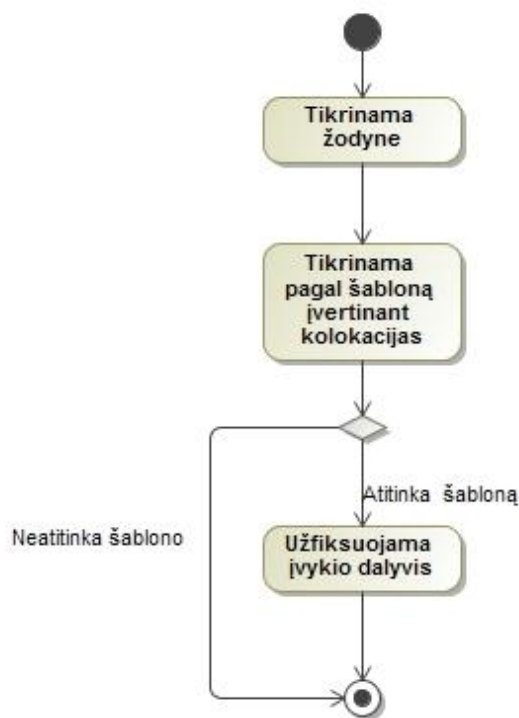 Tikrinama
žodyne
Tikrinama
pagal šabloną
įvertinant
kolokacijas
Atitinka šabloną
Neatitinka šablono
Užfiksuojama
įvykio dalyvis